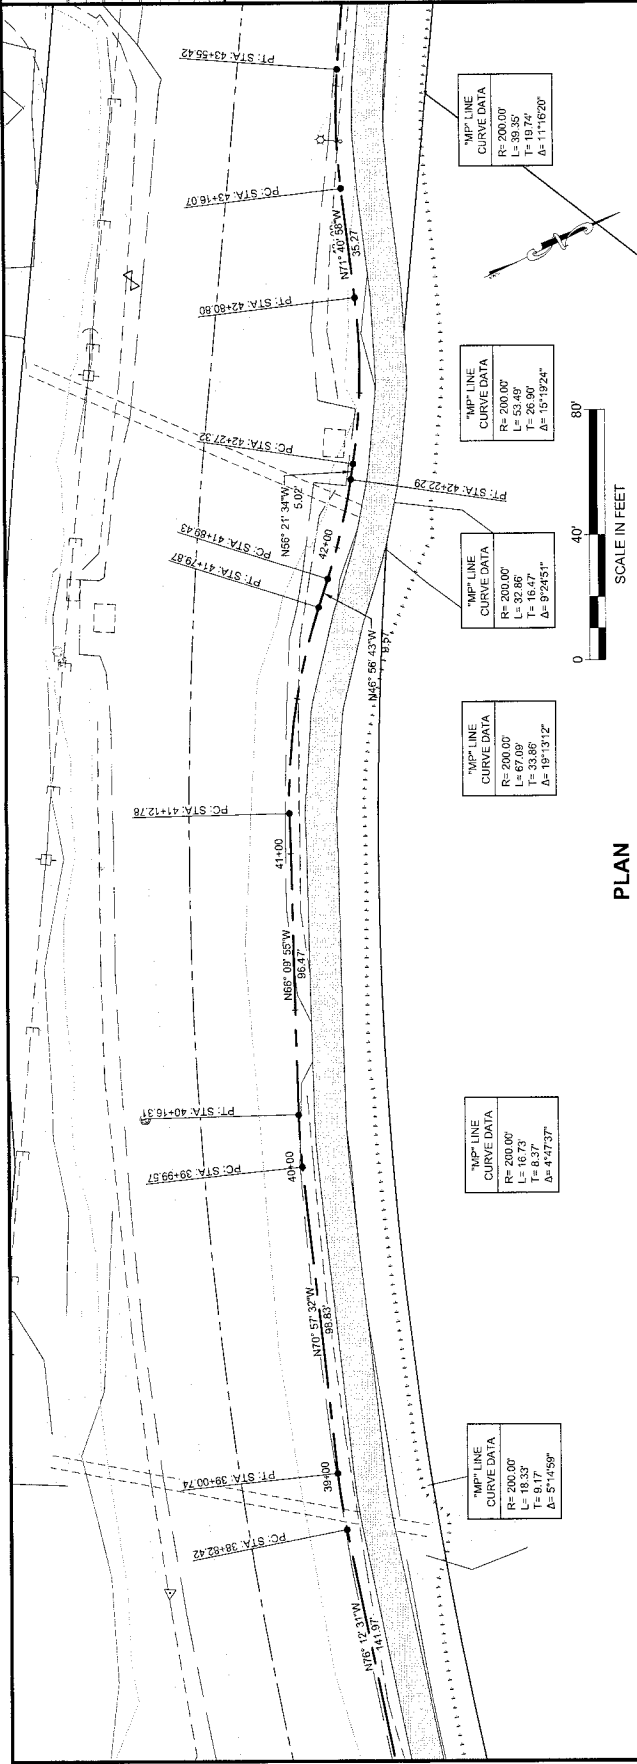 PT: STA: 43+55.42
PC: STA: 43+16.07
N71° 40' 58"W
35.27'
PT: STA: 42+80.80
PC: STA: 42+27.32
N56° 21' 34"W
5.02'
PT: STA: 42+22.29
42+00
PC: STA: 41+89.43
PT: STA: 41+79.87
N46° 56' 43"W
9.57'
PC: STA: 41+12.78
41+00
N66° 09' 55"W
96.47'
PT: STA: 40+16.31
40+00
PC: STA: 39+99.57
N70° 57' 32"W
98.83'
PT: STA: 39+00.74
39+00
PC: STA: 38+82.42
N76° 12' 31"W
141.97'
"MP" LINE
CURVE DATA
R= 200.00'
L= 39.35'
T= 19.74'
Δ= 11°16'20"
"MP" LINE
CURVE DATA
R= 200.00'
L= 53.49'
T= 26.90'
Δ= 15°19'24"
"MP" LINE
CURVE DATA
R= 200.00'
L= 32.86'
T= 16.47'
Δ= 9°24'51"
"MP" LINE
CURVE DATA
R= 200.00'
L= 67.09'
T= 33.86'
Δ= 19°13'12"
"MP" LINE
CURVE DATA
R= 200.00'
L= 16.73'
T= 8.37'
Δ= 4°47'37"
"MP" LINE
CURVE DATA
R= 200.00'
L= 18.33'
T= 9.17'
Δ= 5°14'59"
0 40' 80'
SCALE IN FEET
PLAN